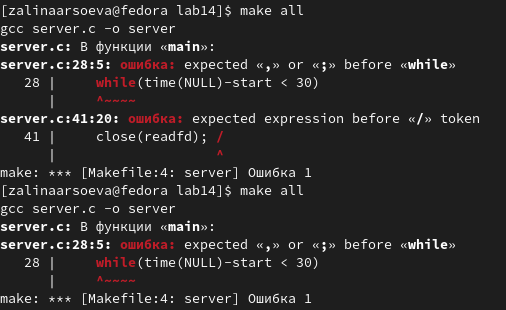 [zalinaarsoeva@fedora lab14]$ make all
gcc server.c -o server
server.c: В функции «main»:
server.c:28:5: ошибка: expected «,» or «;» before «while»
   28 |     while(time(NULL)-start < 30)
      |     ^~~~~
server.c:41:20: ошибка: expected expression before «/» token
   41 |     close(readfd); /
      |                    ^
make: *** [Makefile:4: server] Ошибка 1
[zalinaarsoeva@fedora lab14]$ make all
gcc server.c -o server
server.c: В функции «main»:
server.c:28:5: ошибка: expected «,» or «;» before «while»
   28 |     while(time(NULL)-start < 30)
      |     ^~~~~
make: *** [Makefile:4: server] Ошибка 1